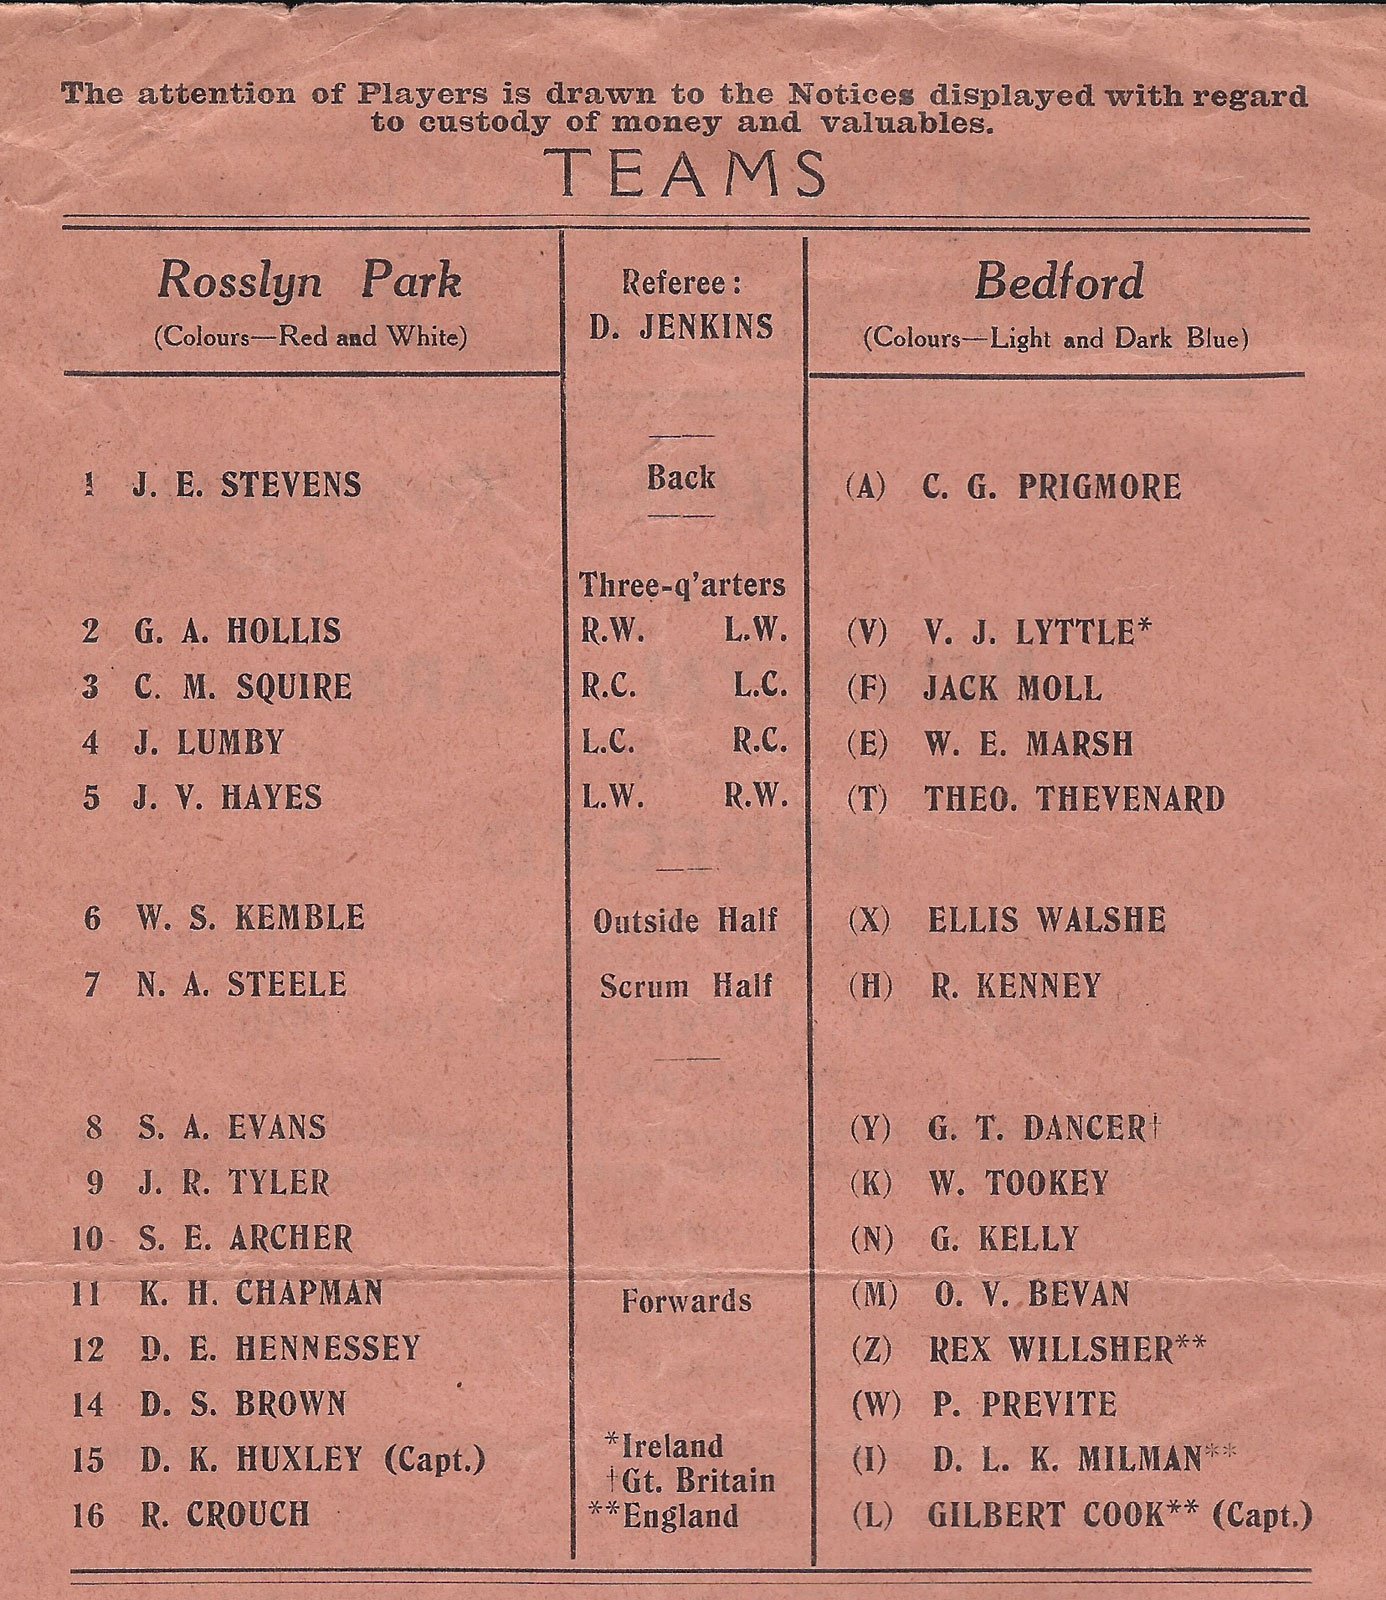 The attention of Players is drawn to the Notices displayed with regard
to custody of money and valuables.
TEAMS
Rosslyn Park
(Colours—Red and White)
Referee:
D. JENKINS
Bedford
(Colours—Light and Dark Blue)
1 J. E. STEVENS Back (A) C. G. PRIGMORE
Three-q'arters
2 G. A. HOLLIS R.W. L.W. (V) V. J. LYTTLE*
3 C. M. SQUIRE R.C. L.C. (F) JACK MOLL
4 J. LUMBY L.C. R.C. (E) W. E. MARSH
5 J. V. HAYES L.W. R.W. (T) THEO. THEVENARD
6 W. S. KEMBLE Outside Half (X) ELLIS WALSHE
7 N. A. STEELE Scrum Half (H) R. KENNEY
8 S. A. EVANS (Y) G. T. DANCER†
9 J. R. TYLER (K) W. TOOKEY
10 S. E. ARCHER (N) G. KELLY
11 K. H. CHAPMAN Forwards (M) O. V. BEVAN
12 D. E. HENNESSEY (Z) REX WILLSHER**
14 D. S. BROWN (W) P. PREVITE
15 D. K. HUXLEY (Capt.) *Ireland (I) D. L. K. MILMAN**
†Gt. Britain
16 R. CROUCH **England (L) GILBERT COOK** (Capt.)